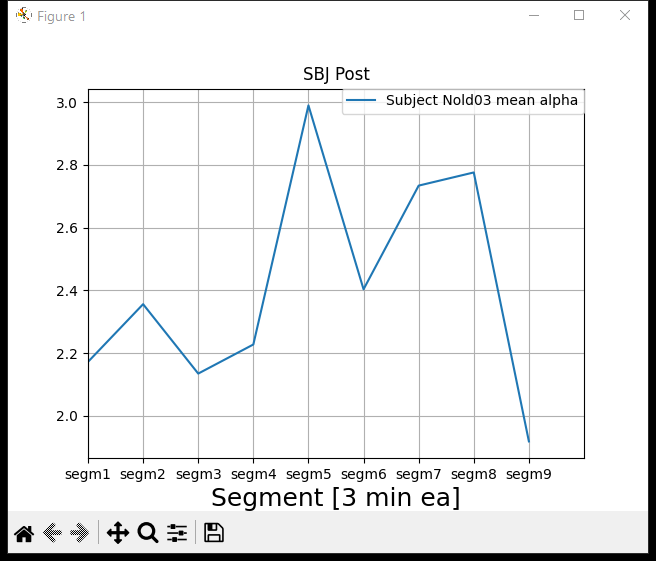 Figure 1
SBJ Post
Subject Nold03 mean alpha
3.0
2.8
2.6
2.4
2.2
2.0
segm1 segm2 segm3 segm4 segm5 segm6 segm7 segm8 segm9
Segment [3 min ea]